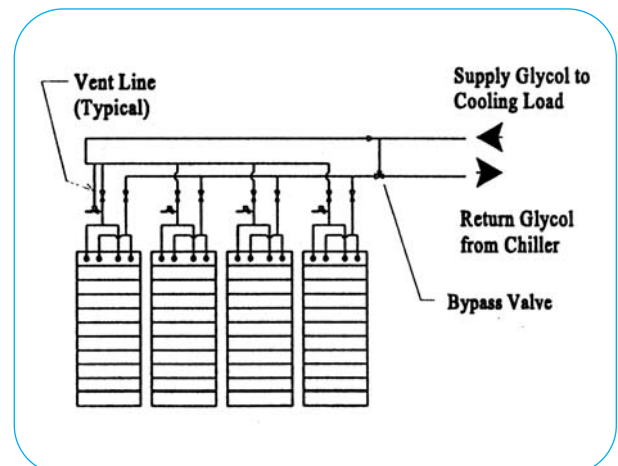 Vent Line
(Typical)
Supply Glycol to
Cooling Load
Return Glycol
from Chiller
Bypass Valve